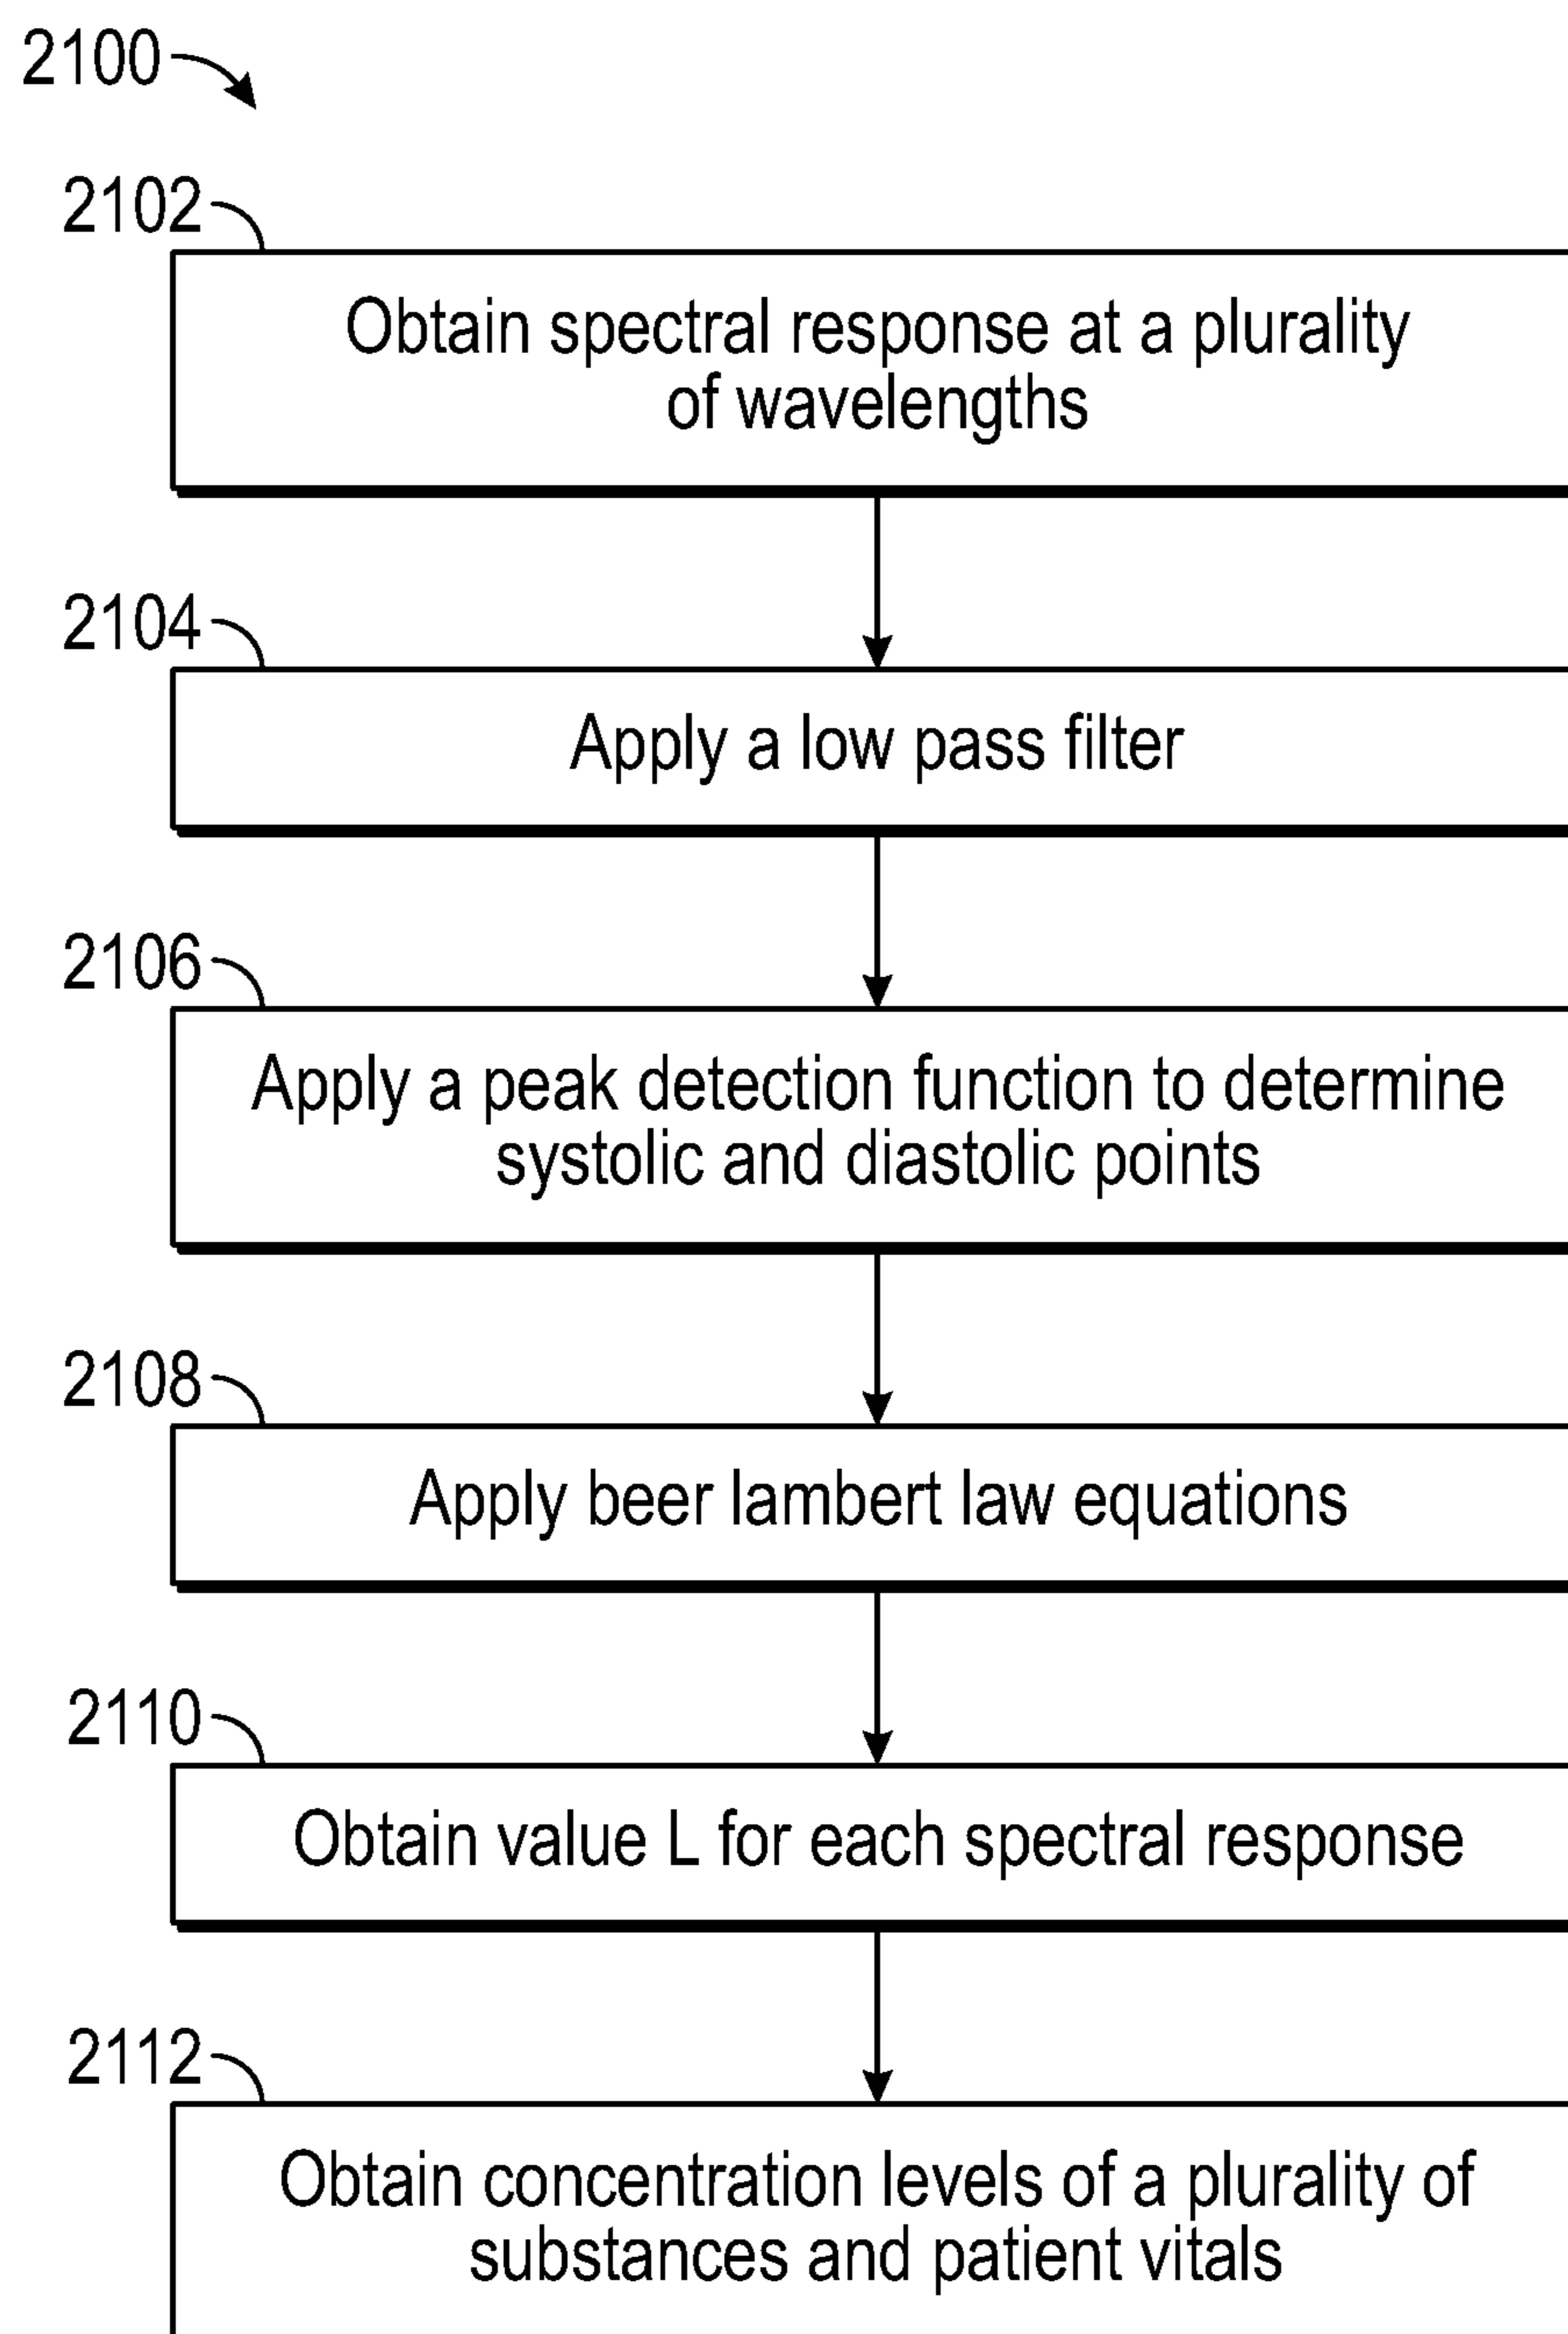 2100
2102
Obtain spectral response at a plurality
of wavelengths
2104
Apply a low pass filter
2106
Apply a peak detection function to determine
systolic and diastolic points
2108
Apply beer lambert law equations
2110
Obtain value L for each spectral response
2112
Obtain concentration levels of a plurality of
substances and patient vitals